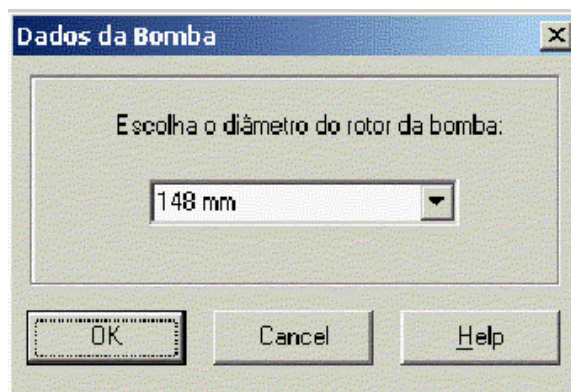 Dados da Bomba
Escolha o diâmetro do rotor da bomba:
148 mm
OK
Cancel
Help